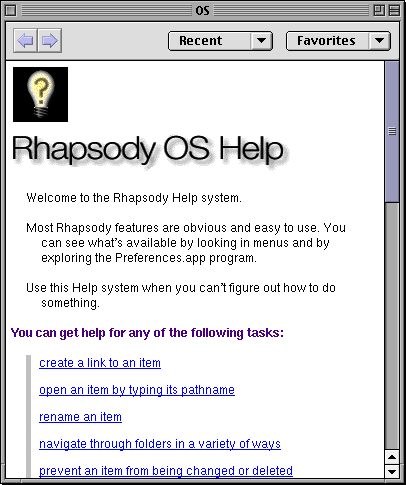 OS
Recent
Favorites
?
Rhapsody OS Help
Welcome to the Rhapsody Help system.
Most Rhapsody features are obvious and easy to use. You
can see what's available by looking in menus and by
exploring the Preferences.app program.
Use this Help system when you can't figure out how to do
something.
You can get help for any of the following tasks:
create a link to an item
open an item by typing its pathname
rename an item
navigate through folders in a variety of ways
prevent an item from being changed or deleted